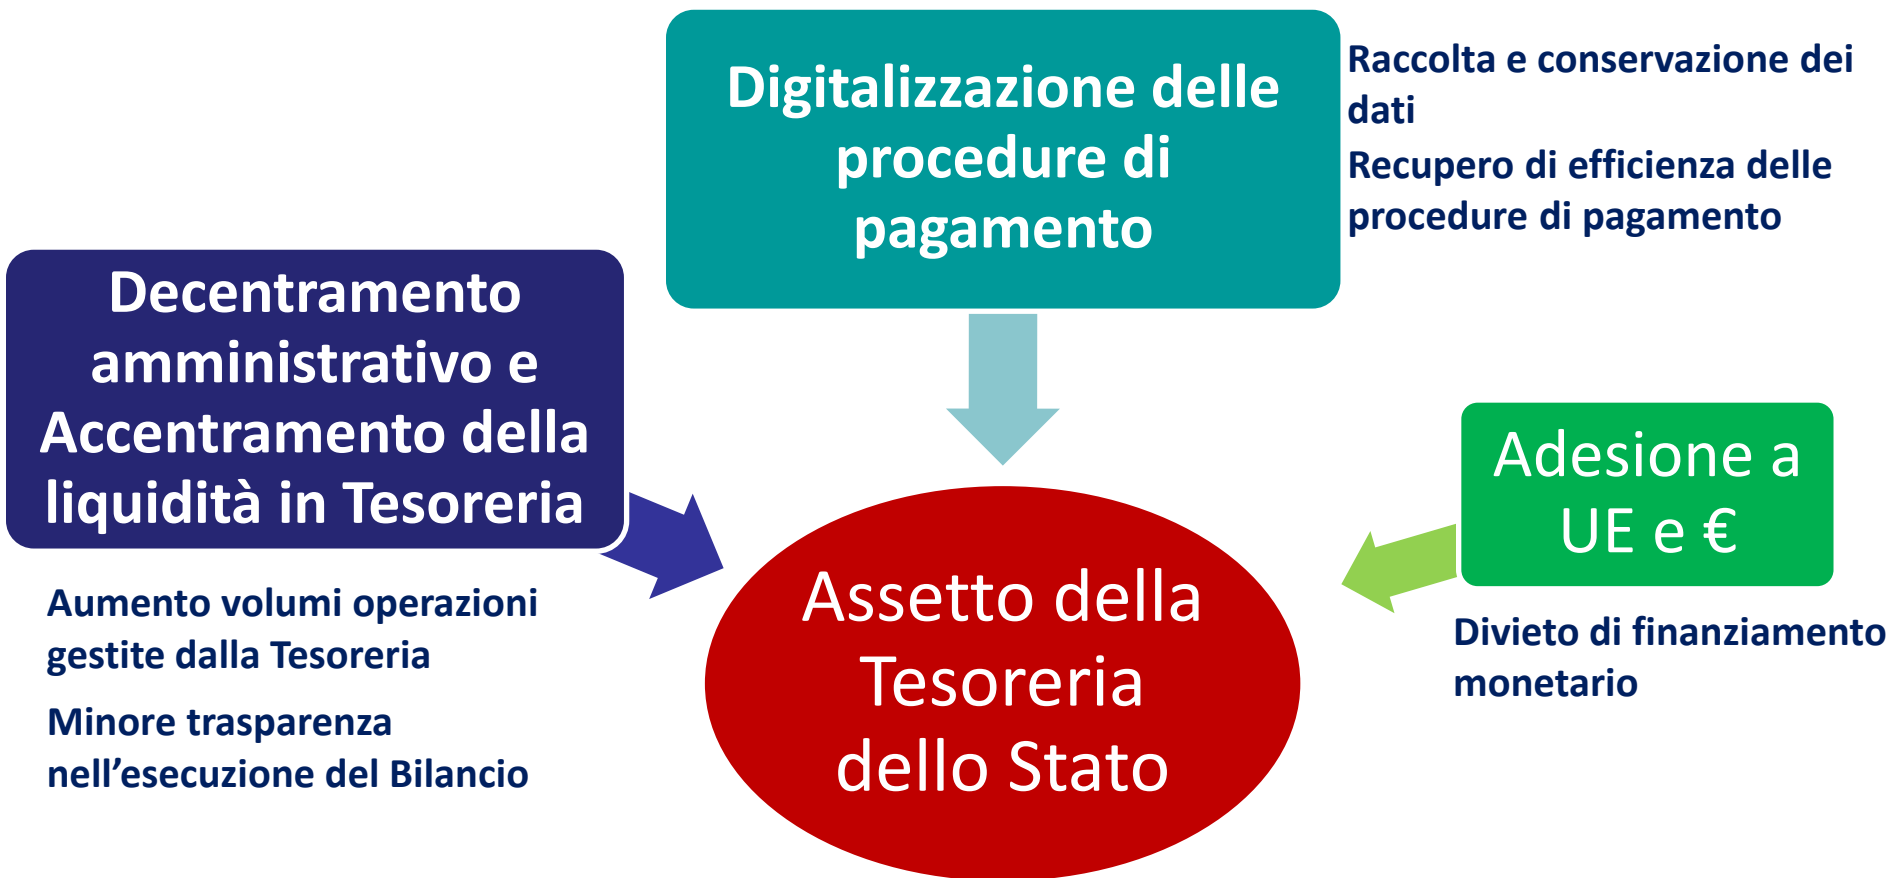 Digitalizzazione delle
procedure di
pagamento
Raccolta e conservazione dei
dati
Recupero di efficienza delle
procedure di pagamento
Decentramento
amministrativo e
Accentramento della
liquidità in Tesoreria
Aumento volumi operazioni
gestite dalla Tesoreria
Minore trasparenza
nell’esecuzione del Bilancio
Adesione a
UE e €
Divieto di finanziamento
monetario
Assetto della
Tesoreria
dello Stato